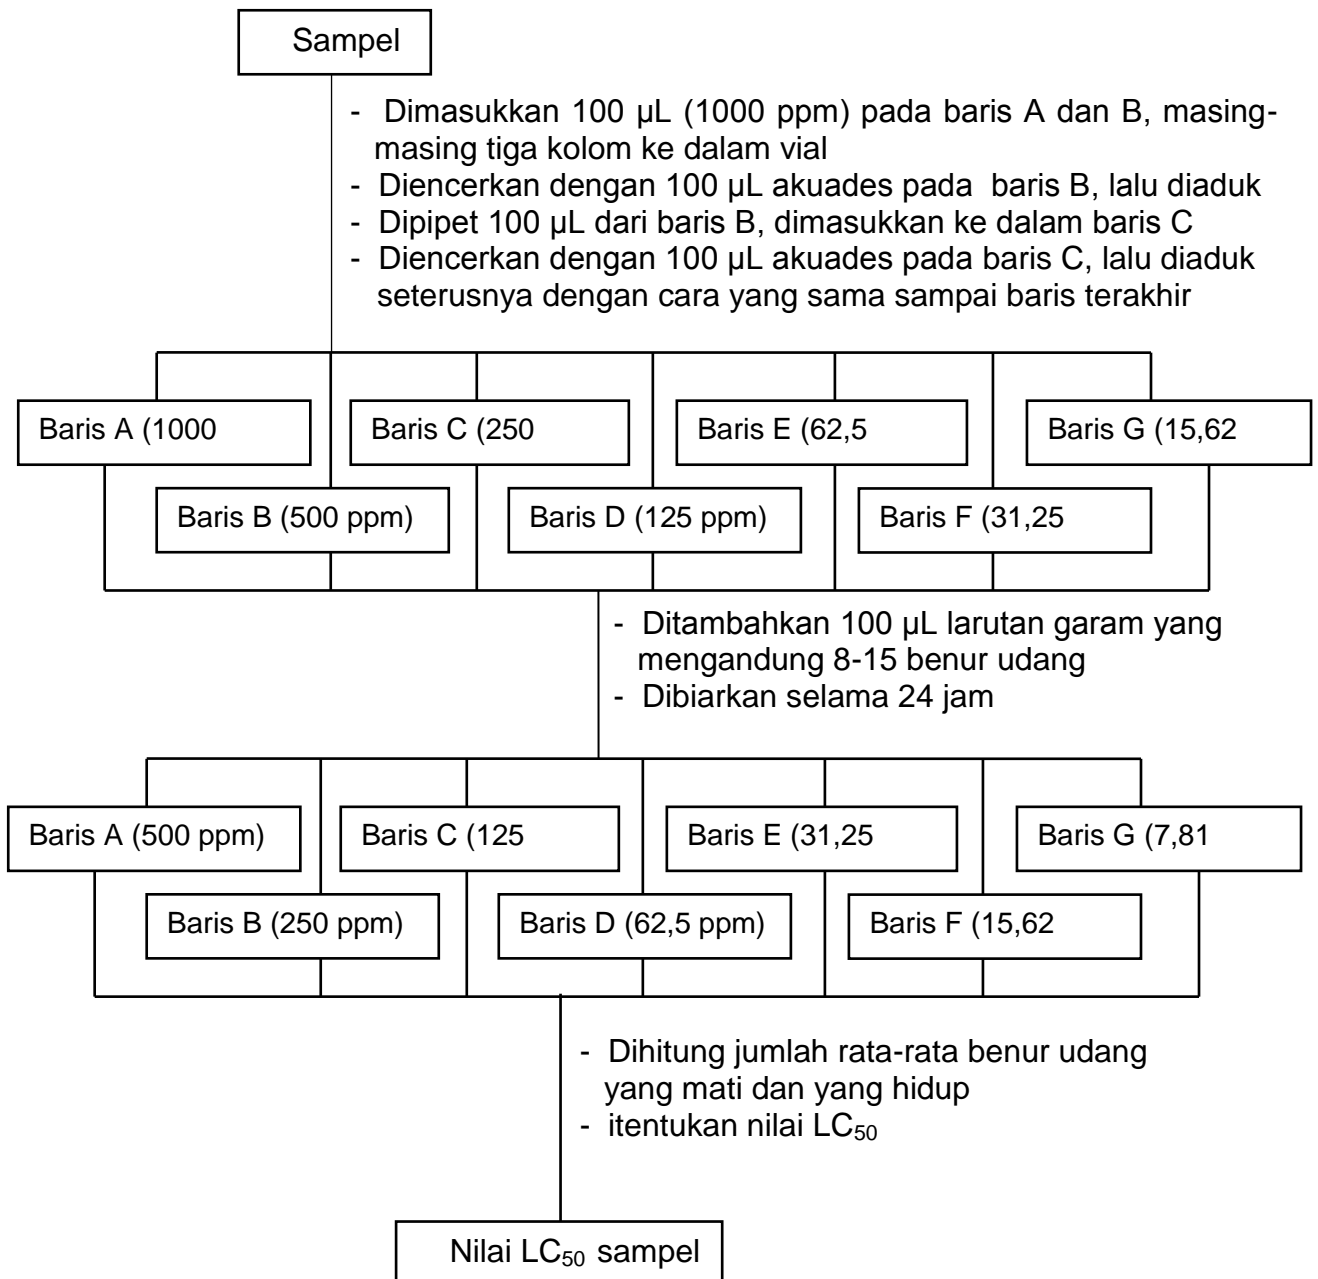 Sampel
- Dimasukkan 100 µL (1000 ppm) pada baris A dan B, masing-
masing tiga kolom ke dalam vial
- Diencerkan dengan 100 µL akuades pada baris B, lalu diaduk
- Dipipet 100 µL dari baris B, dimasukkan ke dalam baris C
- Diencerkan dengan 100 µL akuades pada baris C, lalu diaduk
seterusnya dengan cara yang sama sampai baris terakhir
Baris A (1000
Baris C (250
Baris E (62,5
Baris G (15,62
Baris B (500 ppm)
Baris D (125 ppm)
Baris F (31,25
- Ditambahkan 100 µL larutan garam yang
mengandung 8-15 benur udang
- Dibiarkan selama 24 jam
Baris A (500 ppm)
Baris C (125
Baris E (31,25
Baris G (7,81
Baris B (250 ppm)
Baris D (62,5 ppm)
Baris F (15,62
- Dihitung jumlah rata-rata benur udang
yang mati dan yang hidup
- itentukan nilai LC₅₀
Nilai LC₅₀ sampel